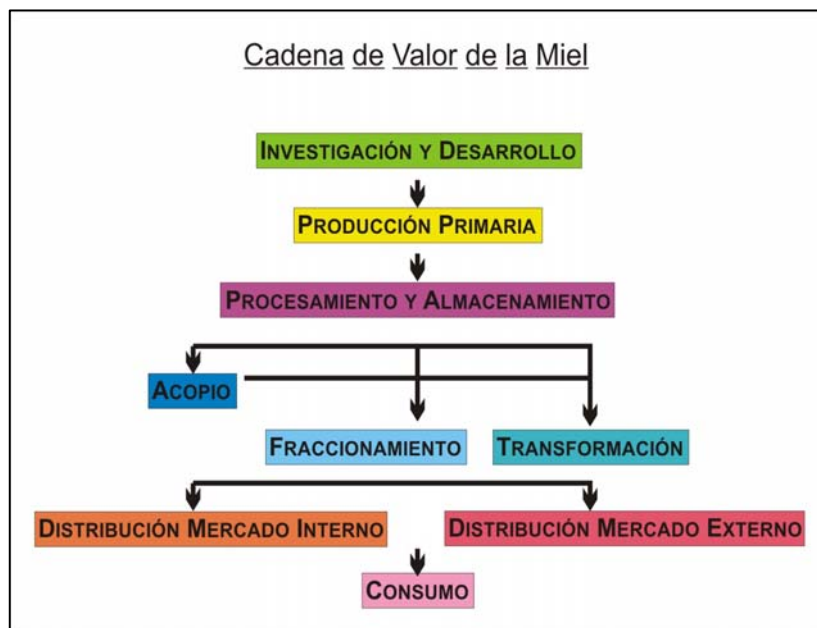 Cadena de Valor de la Miel
INVESTIGACIÓN Y DESARROLLO
PRODUCCIÓN PRIMARIA
PROCESAMIENTO Y ALMACENAMIENTO
ACOPIO
FRACCIONAMIENTO TRANSFORMACIÓN
DISTRIBUCIÓN MERCADO INTERNO DISTRIBUCIÓN MERCADO EXTERNO
CONSUMO